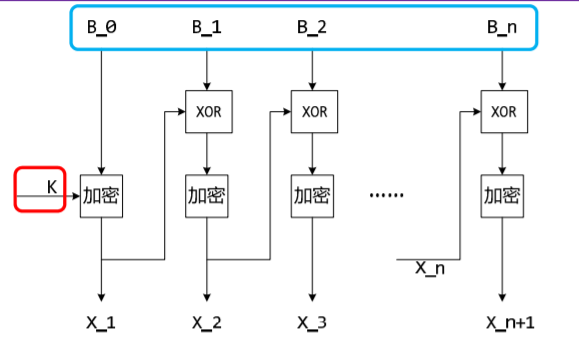 B_0 B_1 B_2 B_n
XOR XOR XOR
K 加密 加密 加密 …… 加密
X_n
X_1 X_2 X_3 X_n+1